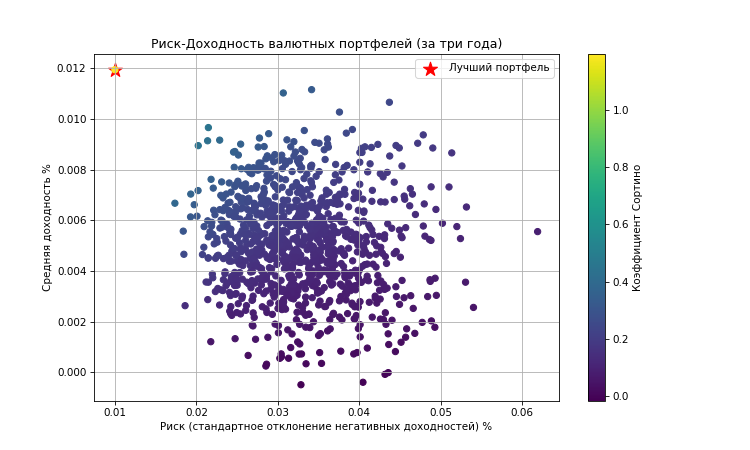 Риск-Доходность валютных портфелей (за три года)
Лучший портфель
0.012
0.010
0.008
0.006
0.004
0.002
0.000
Средняя доходность %
0.01 0.02 0.03 0.04 0.05 0.06
Риск (стандартное отклонение негативных доходностей) %
1.0
0.8
0.6
0.4
0.2
0.0
Коэффициент Сортино